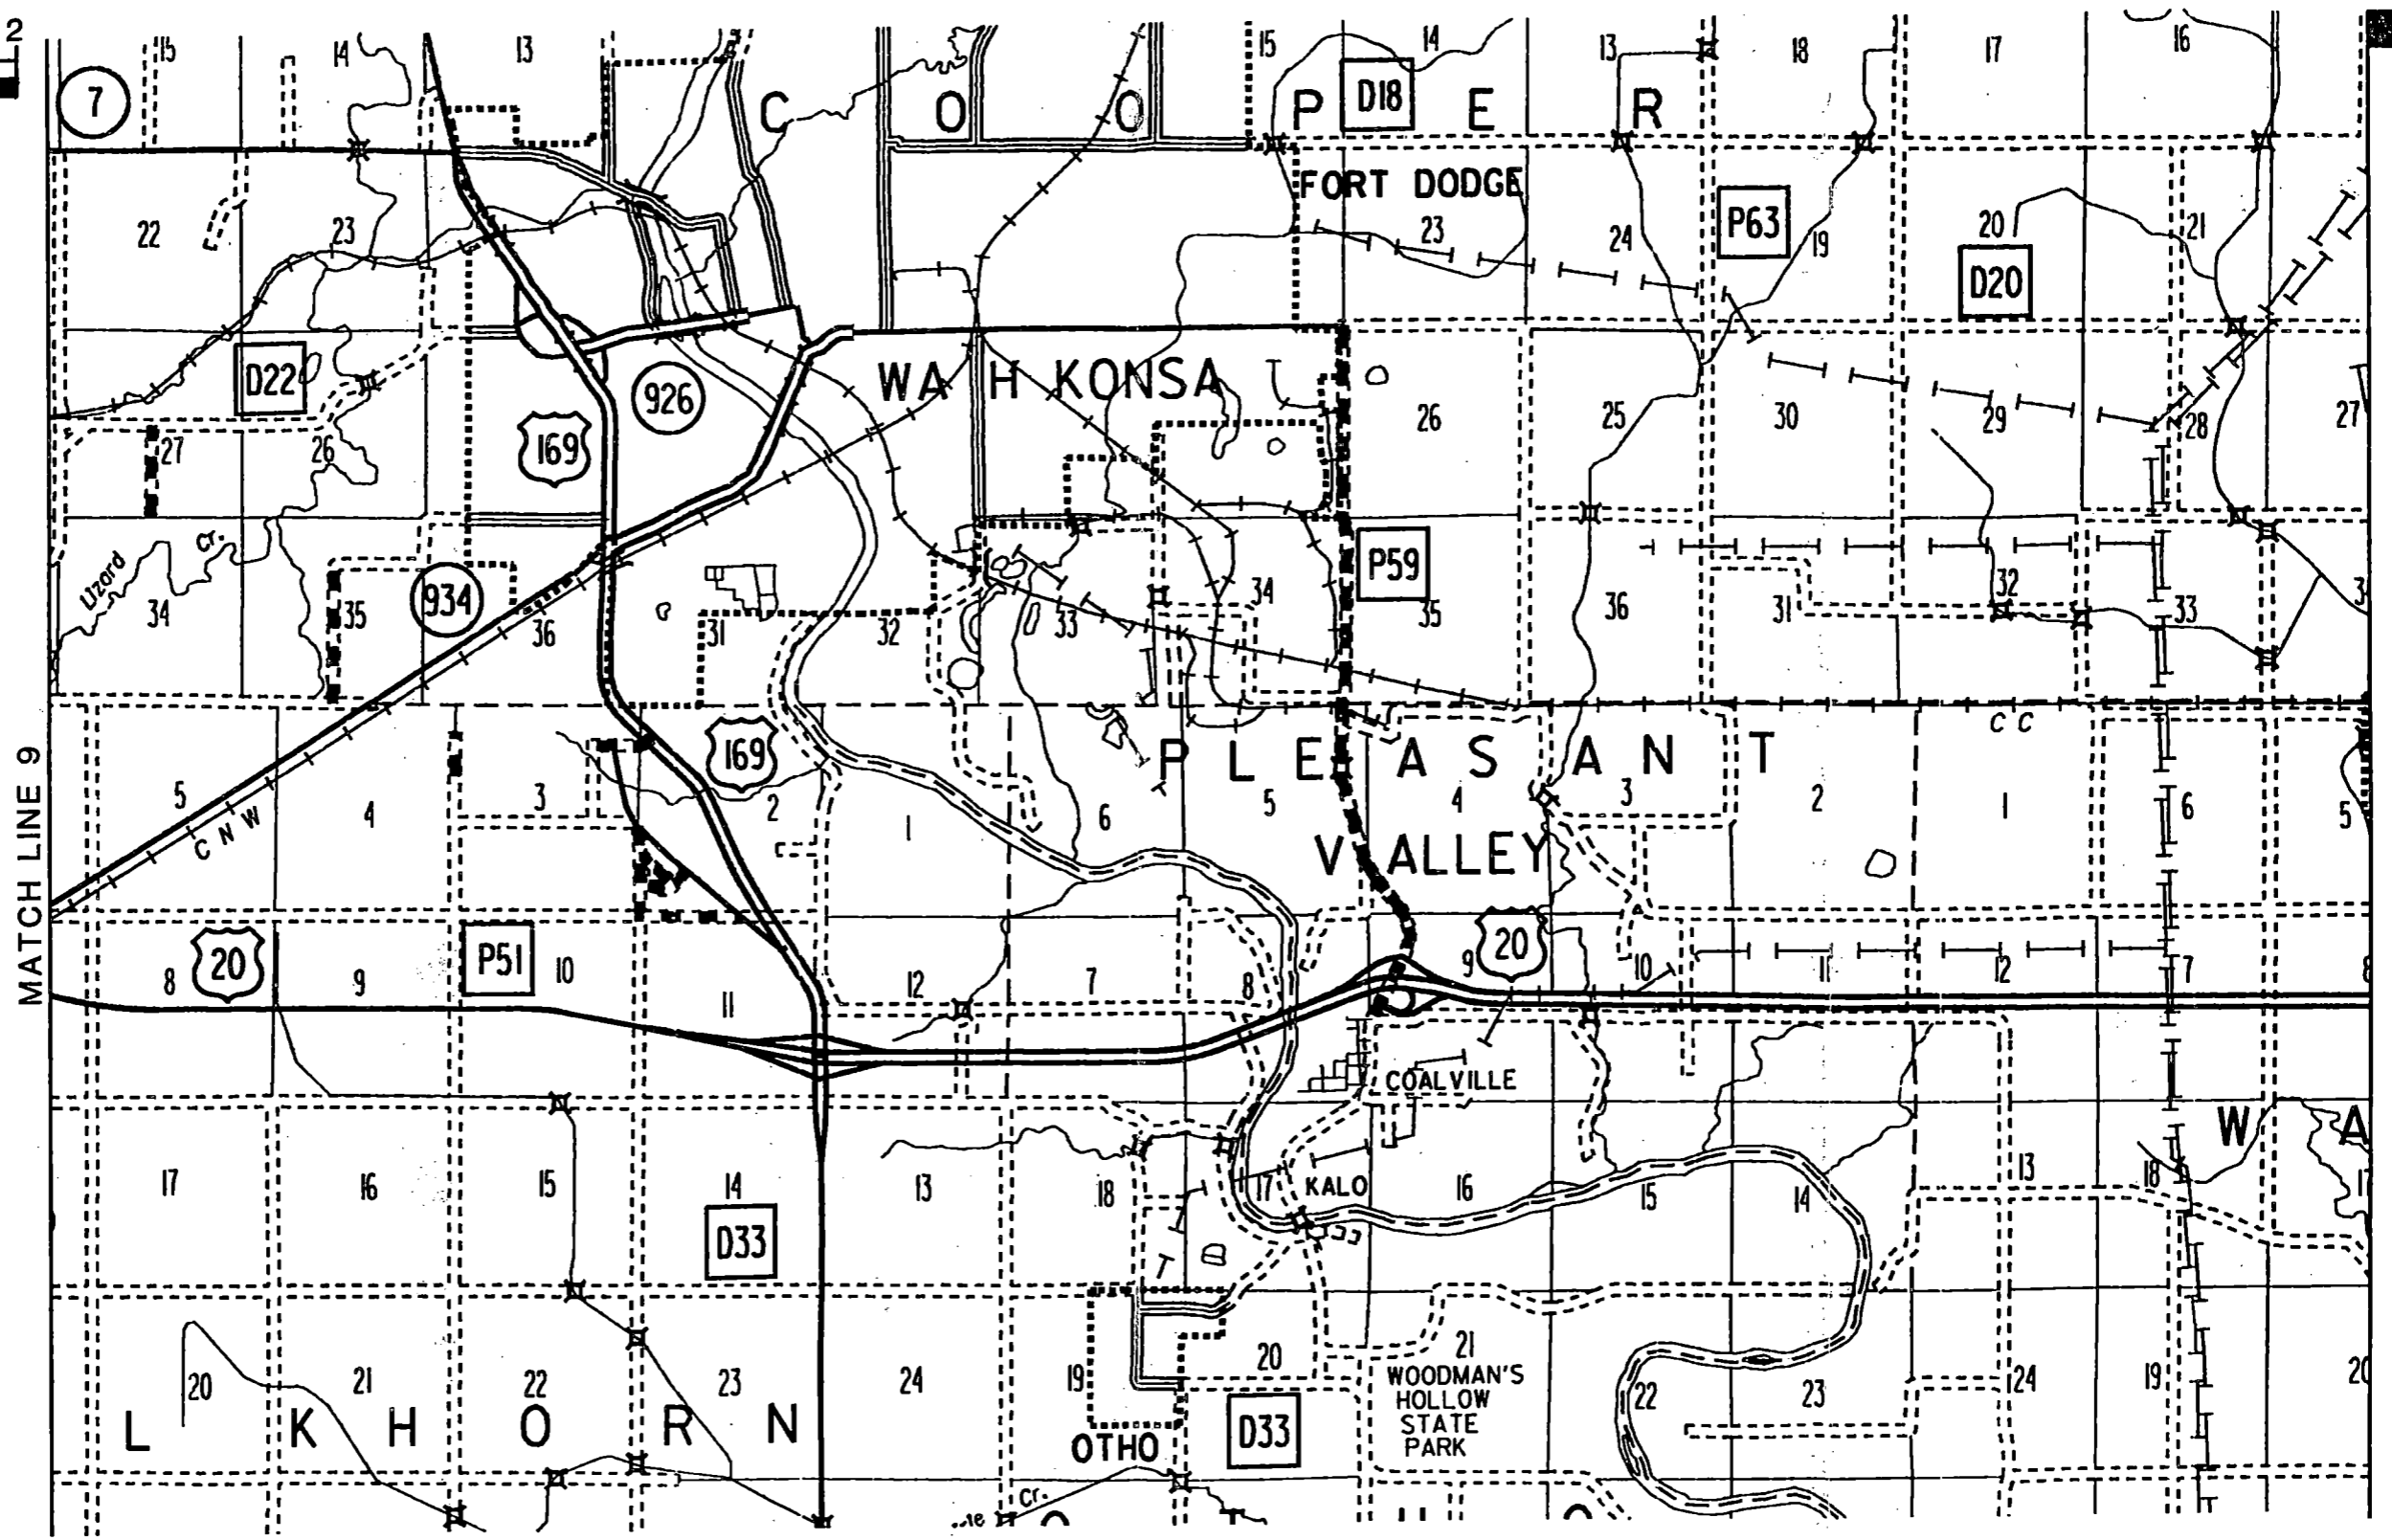 2
15 14 13 15 14 13 18 17 16
7
D18
C O O P E R
FORT DODGE
22 23 23 24 P63 19 20 21
D20
D22
926
WAHKONSA
169
27 26 26 25 30 29 28 27
Lizard Cr.
P59
34 35 934 36 31 32 33 34 35 36 31 32 33
C C
169
P L E A S A N T
5 4 3 2 1 6 5 4 3 2 1 6 5
C N W
VALLEY
MATCH LINE 9
8 20 9 P51 10 11 12 7 8 9 20 10 11 12 7 8
COALVILLE
W A
17 16 15 14 13 18 17 KALO 16 15 14 13 18
D33
20 21 22 23 24 19 20 21 22 23 24 19
WOODMAN'S
HOLLOW
STATE
PARK
L K H O R N
OTHO
D33
Cr.